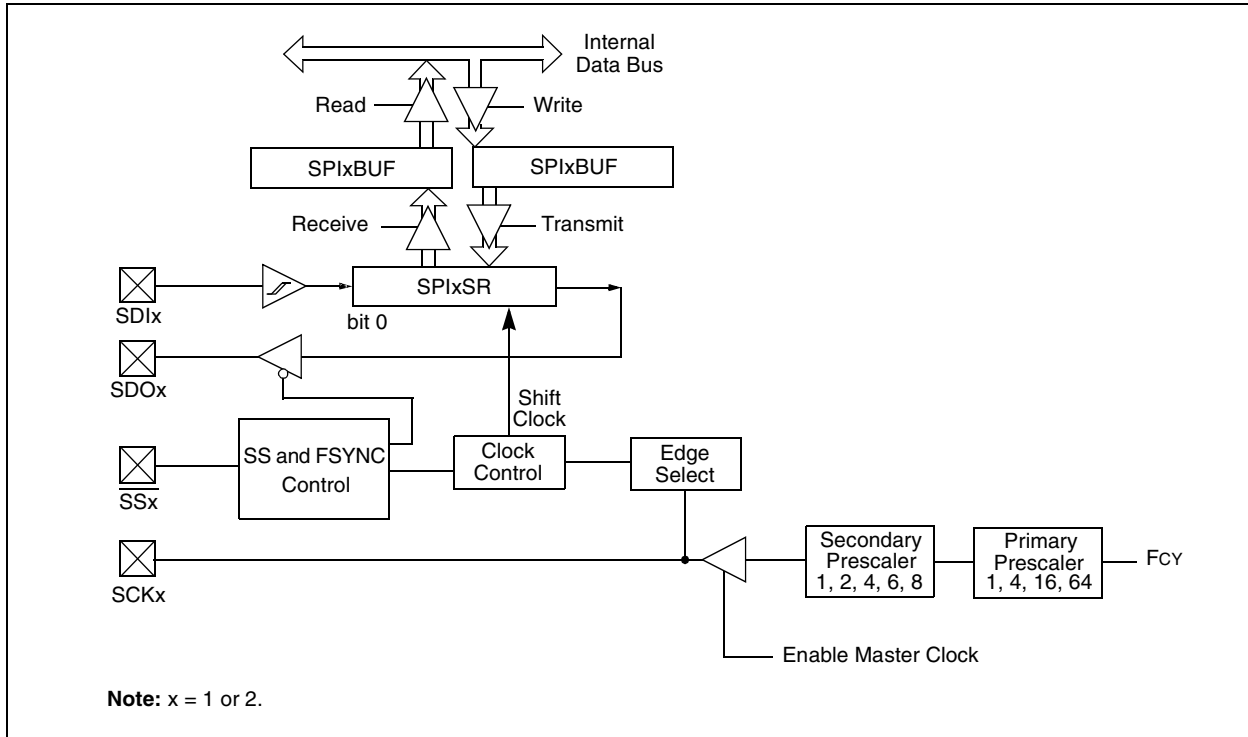 Internal
Data Bus
Read
Write
SPIxBUF
SPIxBUF
Receive
Transmit
SPIxSR
SDIx
bit 0
SDOx
Shift
Clock
SS and FSYNC
Control
Clock
Control
Edge
Select
SSx
Secondary
Prescaler
1, 2, 4, 6, 8
Primary
Prescaler
1, 4, 16, 64
FCY
SCKx
Enable Master Clock
Note: x = 1 or 2.